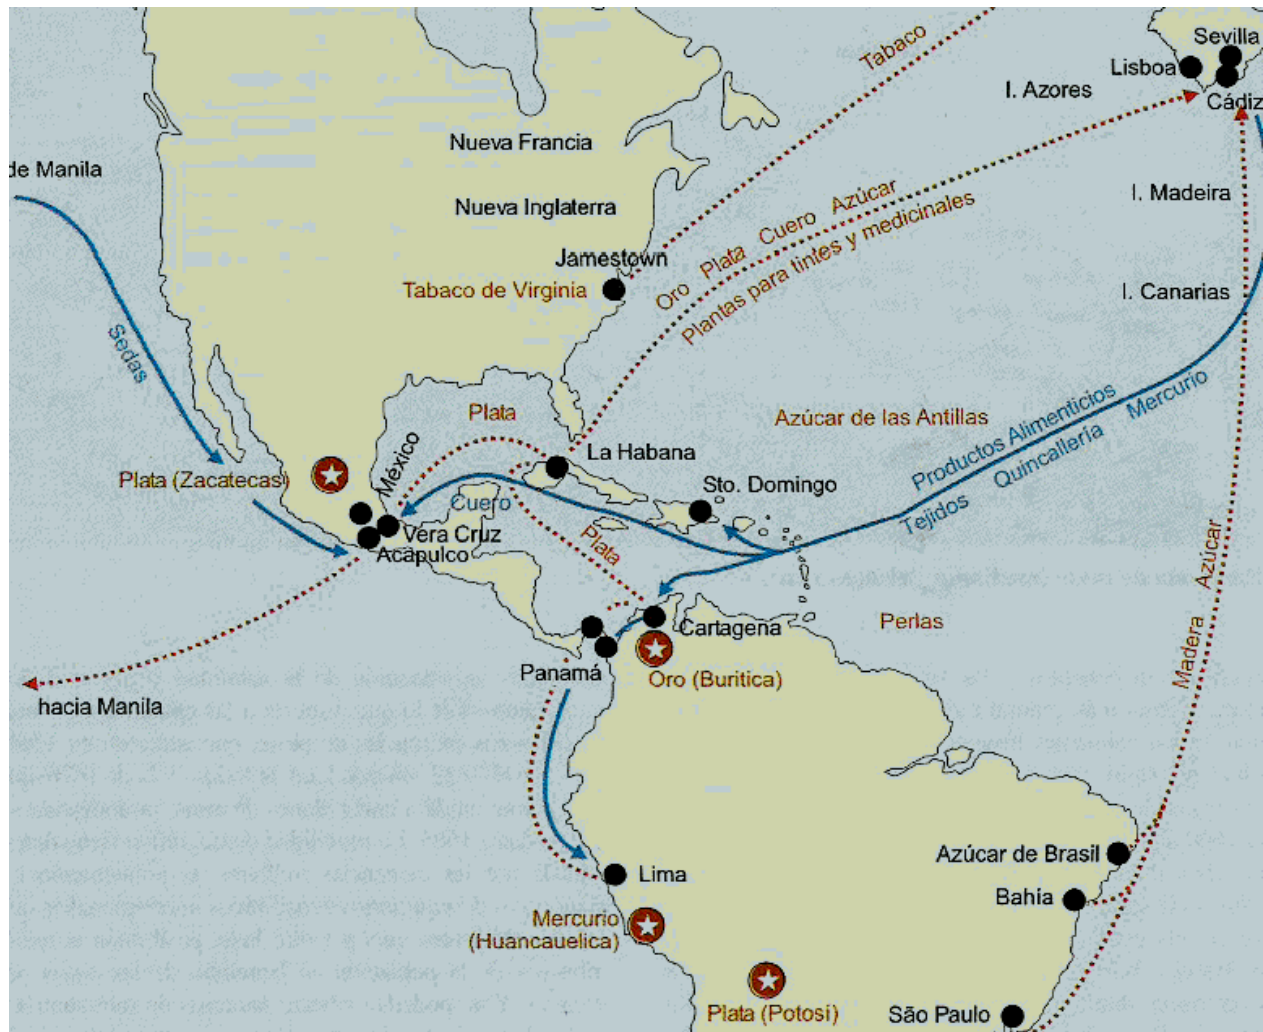 Tabaco
Sevilla
Lisboa
I. Azores
Cádiz
Nueva Francia
de Manila
Oro Plata Cuero Azúcar
Plantas para tintes y medicinales
I. Madeira
Nueva Inglaterra
Jamestown
Tabaco de Virginia
I. Canarias
Sedas
Plata
Azúcar de las Antillas
Productos Alimenticios
Mercurio
Tejidos Quincallería
México
La Habana
Plata (Zacatecas)
Sto. Domingo
Cuero
Vera Cruz
Acapulco
Plata
Azúcar
Madera
Perlas
Cartagena
Panamá
Oro (Buritica)
hacia Manila
Azúcar de Brasil
Lima
Bahía
Mercurio
(Huancauelica)
Plata (Potosí)
São Paulo